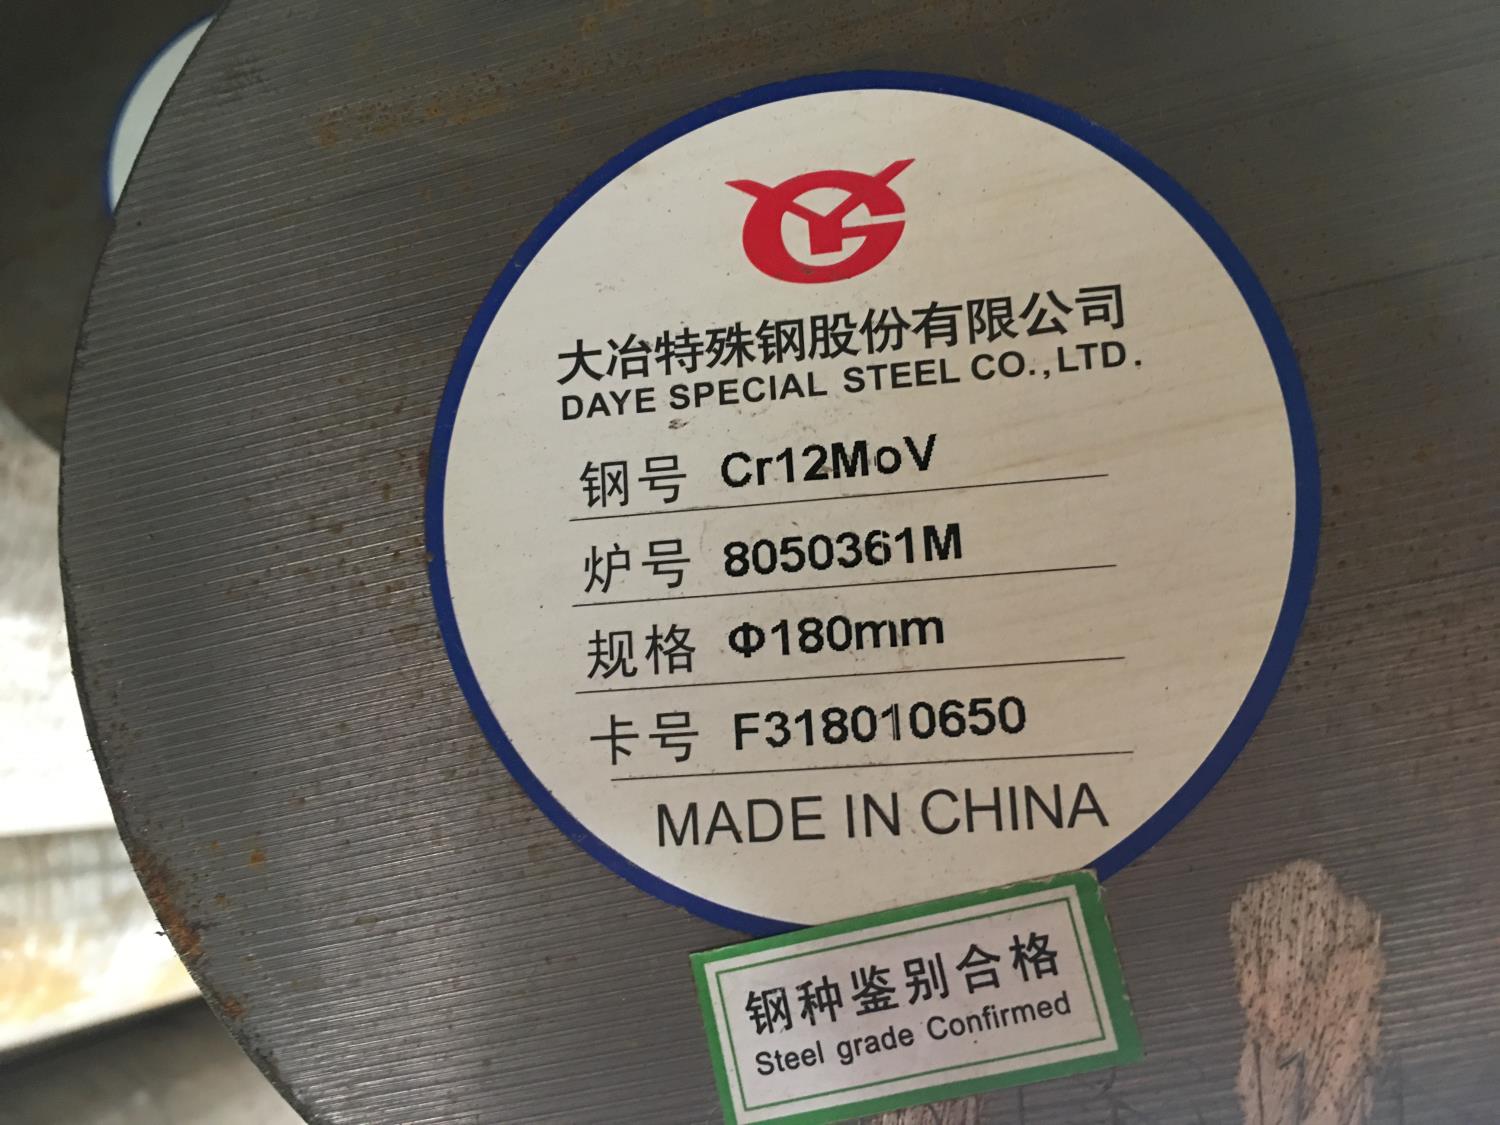 大冶特殊钢股份有限公司
DAYE SPECIAL STEEL CO.,LTD.
钢号 Cr12MoV
炉号 8050361M
规格 Φ180mm
卡号 F318010650
MADE IN CHINA
钢种鉴别合格
Steel grade Confirmed